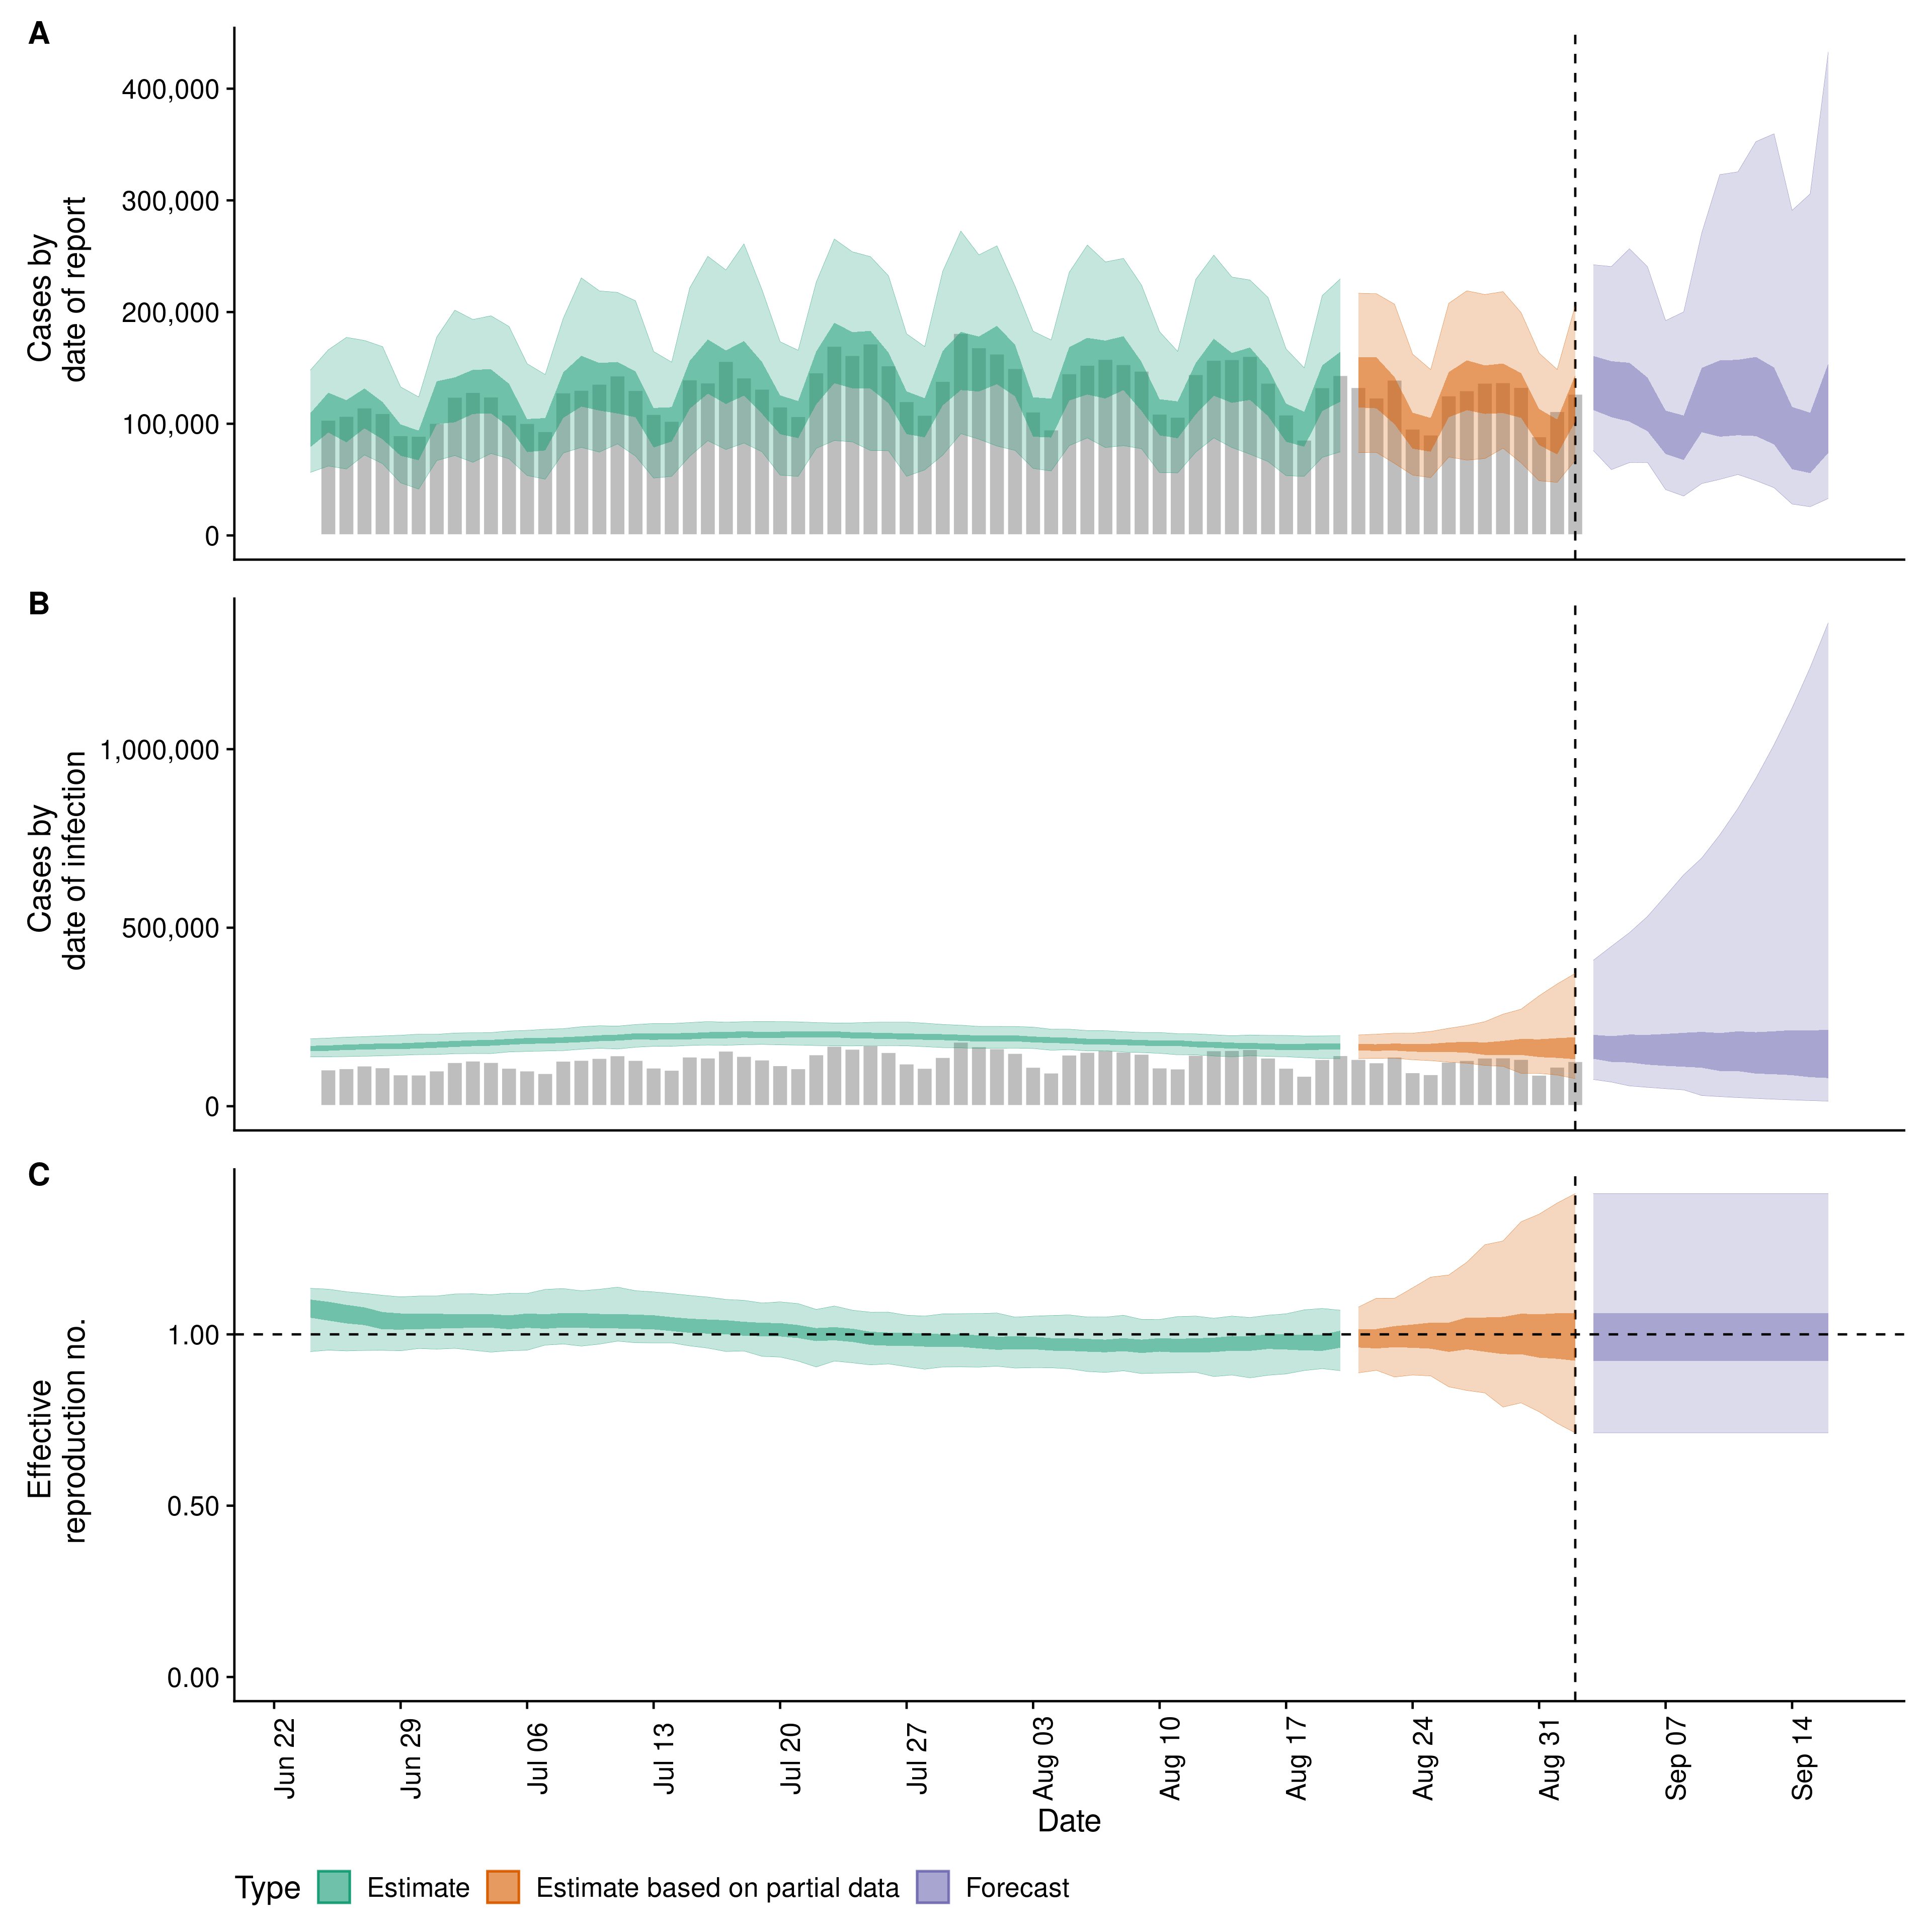 A
Cases by
date of report
400,000
300,000
200,000
100,000
0
B
Cases by
date of infection
1,000,000
500,000
0
C
Effective
reproduction no.
1.00
0.50
0.00
Jun 22
Jun 29
Jul 06
Jul 13
Jul 20
Jul 27
Aug 03
Aug 10
Aug 17
Aug 24
Aug 31
Sep 07
Sep 14
Date
Type Estimate Estimate based on partial data Forecast